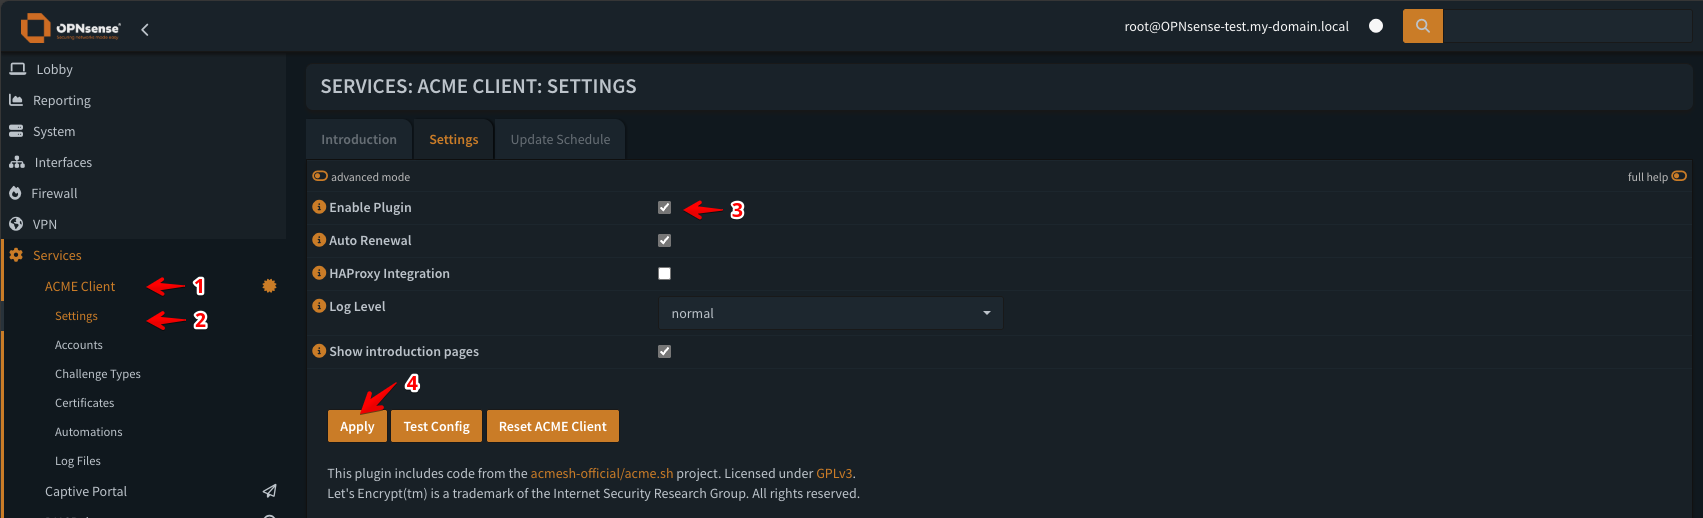 OPNsense
root@OPNsense-test.my-domain.local
Lobby
Reporting
System
Interfaces
Firewall
VPN
Services
ACME Client
1
Settings
2
Accounts
Challenge Types
Certificates
Automations
Log Files
Captive Portal
SERVICES: ACME CLIENT: SETTINGS
Introduction
Settings
Update Schedule
advanced mode
full help
Enable Plugin
3
Auto Renewal
HAProxy Integration
Log Level
normal
Show introduction pages
4
Apply
Test Config
Reset ACME Client
This plugin includes code from the acmesh-official/acme.sh project. Licensed under GPLv3.
Let's Encrypt(tm) is a trademark of the Internet Security Research Group. All rights reserved.